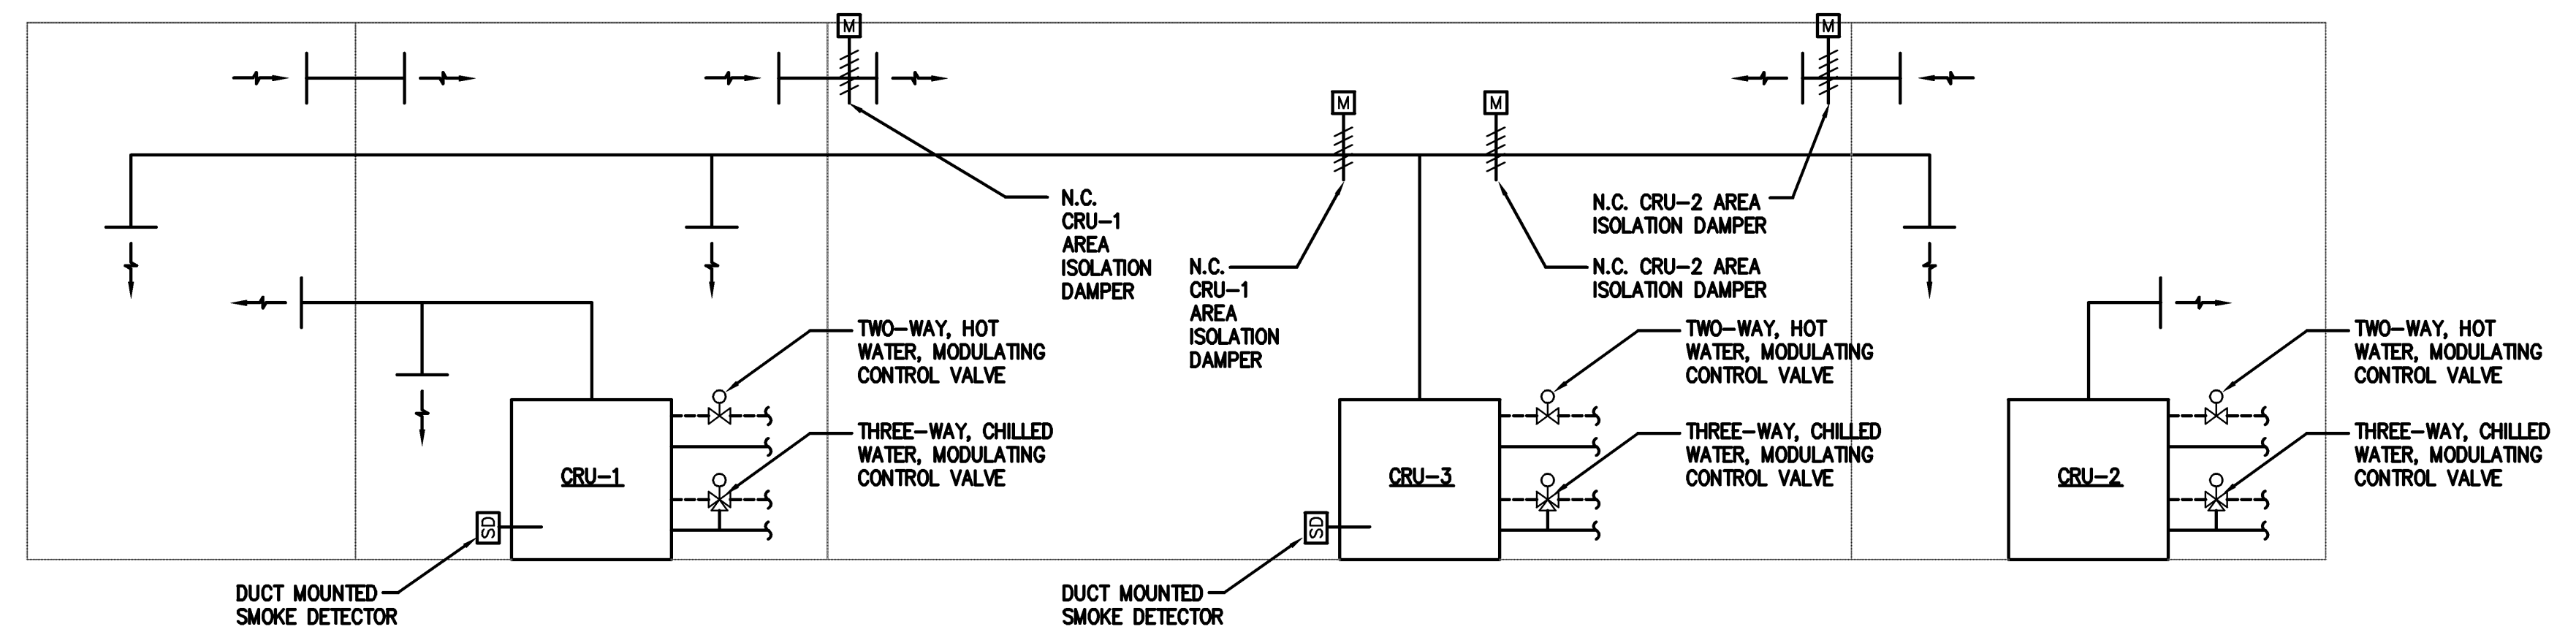 M
M
M
M
N.C.
CRU-1
AREA
ISOLATION
DAMPER
N.C.
CRU-1
AREA
ISOLATION
DAMPER
N.C. CRU-2 AREA
ISOLATION DAMPER
N.C. CRU-2 AREA
ISOLATION DAMPER
TWO-WAY, HOT
WATER, MODULATING
CONTROL VALVE
THREE-WAY, CHILLED
WATER, MODULATING
CONTROL VALVE
CRU-1
SD
DUCT MOUNTED
SMOKE DETECTOR
TWO-WAY, HOT
WATER, MODULATING
CONTROL VALVE
THREE-WAY, CHILLED
WATER, MODULATING
CONTROL VALVE
CRU-3
SD
DUCT MOUNTED
SMOKE DETECTOR
TWO-WAY, HOT
WATER, MODULATING
CONTROL VALVE
THREE-WAY, CHILLED
WATER, MODULATING
CONTROL VALVE
CRU-2